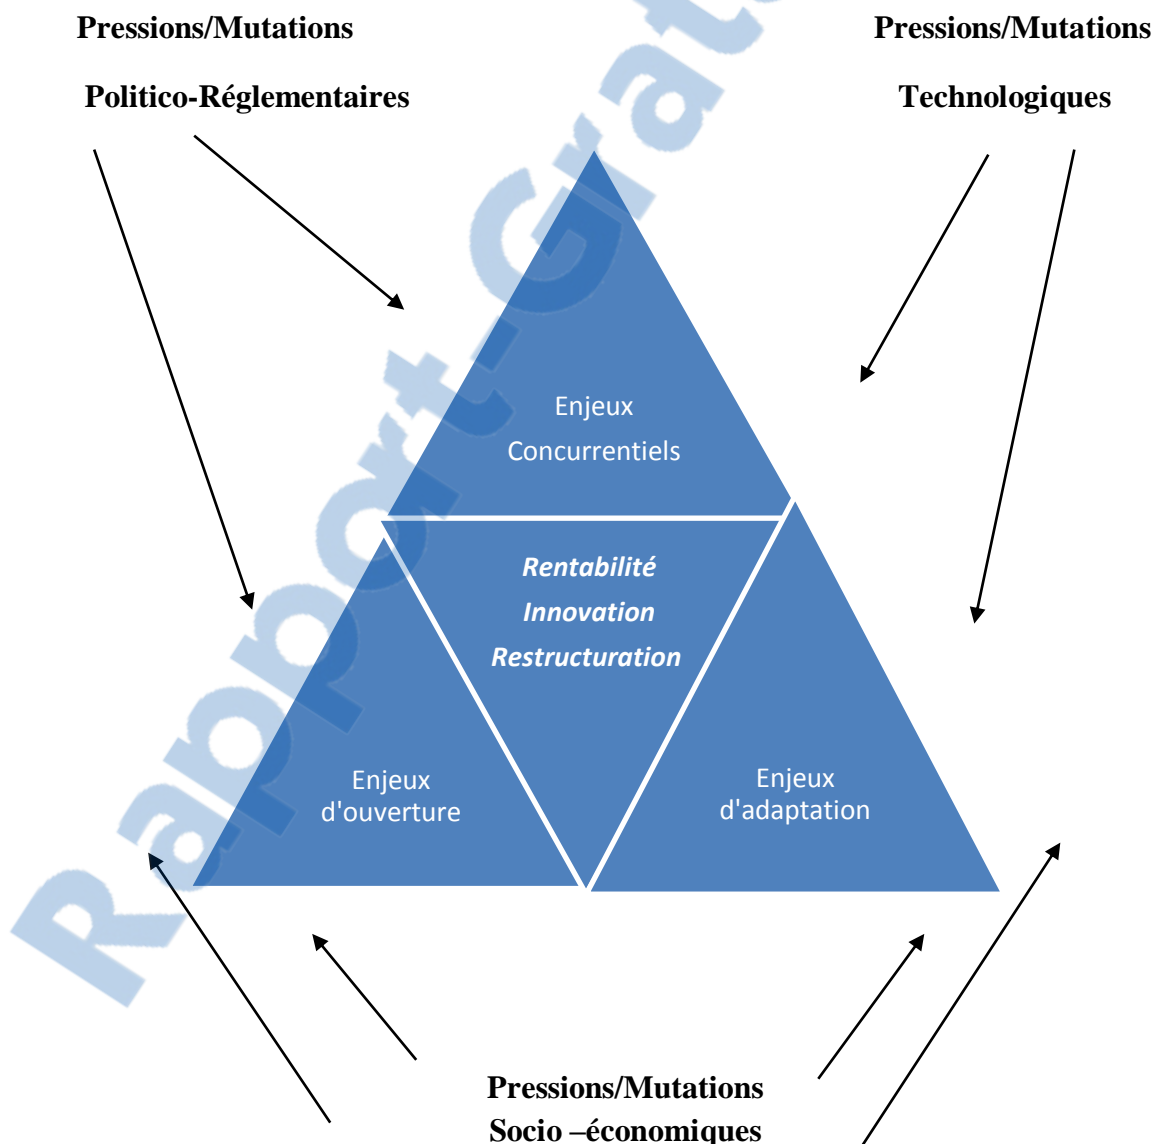 Pressions/Mutations
Politico-Réglementaires
Pressions/Mutations
Technologiques
Enjeux
Concurrentiels
Rentabilité
Innovation
Restructuration
Enjeux
d'ouverture
Enjeux
d'adaptation
Pressions/Mutations
Socio –économiques
Rapport-Grat